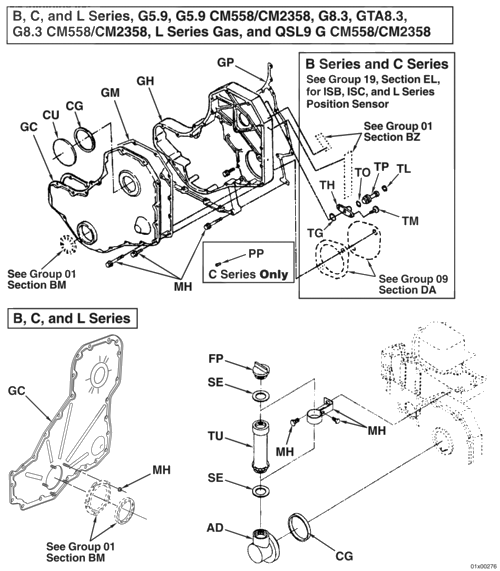 B, C, and L Series, G5.9, G5.9 CM558/CM2358, G8.3, GTA8.3,
G8.3 CM558/CM2358, L Series Gas, and QSL9 G CM558/CM2358
GP
GH
GM
CG
CU
GC
B Series and C Series
See Group 19, Section EL,
for ISB, ISC, and L Series
Position Sensor
See Group 01
Section BZ
TL
TP
TO
TH
TM
TG
See Group 09
Section DA
PP
C Series Only
MH
See Group 01
Section BM
B, C, and L Series
GC
MH
See Group 01
Section BM
FP
SE
TU
MH
MH
SE
AD
CG
01x00276